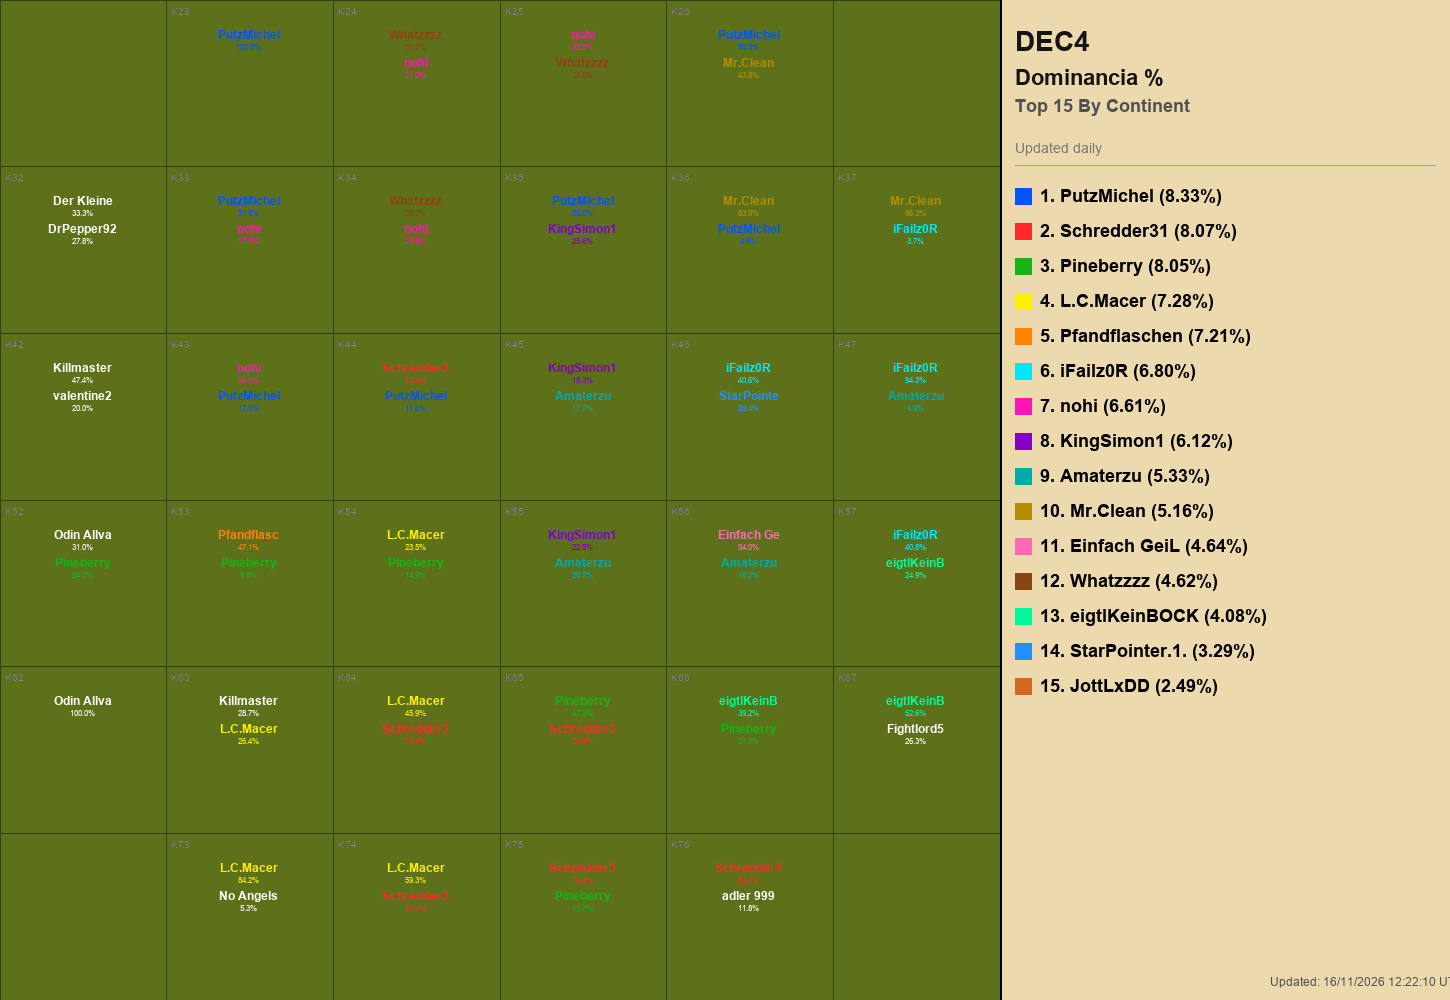 K23 K24 K25 K26
PutzMichel Whatzzzz nohi PutzMichel
nohi Whatzzzz Mr.Clean
43.8%
K32 K33 K34 K35 K36 K37
Der Kleine PutzMichel Whatzzzz PutzMichel Mr.Clean Mr.Clean
33.3% 83.9% 96.3%
DrPepper92 nohi nohi KingSimon1 PutzMichel iFailz0R
27.8% 25.6% 3.7%
K42 K43 K44 K45 K46 K47
Killmaster nohi Schredder3 KingSimon1 iFailz0R iFailz0R
47.4% 18.3% 40.6% 94.3%
valentine2 PutzMichel PutzMichel Amaterzu StarPointe Amaterzu
20.0%
K52 K53 K54 K55 K56 K57
Odin Allva Pfandflasc L.C.Macer KingSimon1 Einfach Ge iFailz0R
31.0% 47.1% 23.5% 54.0% 40.8%
Pineberry Pineberry Pineberry Amaterzu Amaterzu eigtlKeinB
24.9%
K62 K63 K64 K65 K66 K67
Odin Allva Killmaster L.C.Macer Pineberry eigtlKeinB eigtlKeinB
100.0% 28.7% 45.9% 39.2% 52.6%
L.C.Macer Schredder3 Schredder3 Pineberry Fightlord5
26.4% 26.3%
K73 K74 K75 K76
L.C.Macer L.C.Macer Schredder3 Schredder3
84.2% 59.3%
No Angels Schredder3 Pineberry adler 999
5.3% 11.8%
DEC4
Dominancia %
Top 15 By Continent
Updated daily
1. PutzMichel (8.33%)
2. Schredder31 (8.07%)
3. Pineberry (8.05%)
4. L.C.Macer (7.28%)
5. Pfandflaschen (7.21%)
6. iFailz0R (6.80%)
7. nohi (6.61%)
8. KingSimon1 (6.12%)
9. Amaterzu (5.33%)
10. Mr.Clean (5.16%)
11. Einfach GeiL (4.64%)
12. Whatzzzz (4.62%)
13. eigtlKeinBOCK (4.08%)
14. StarPointer.1. (3.29%)
15. JottLxDD (2.49%)
Updated: 16/11/2026 12:22:10